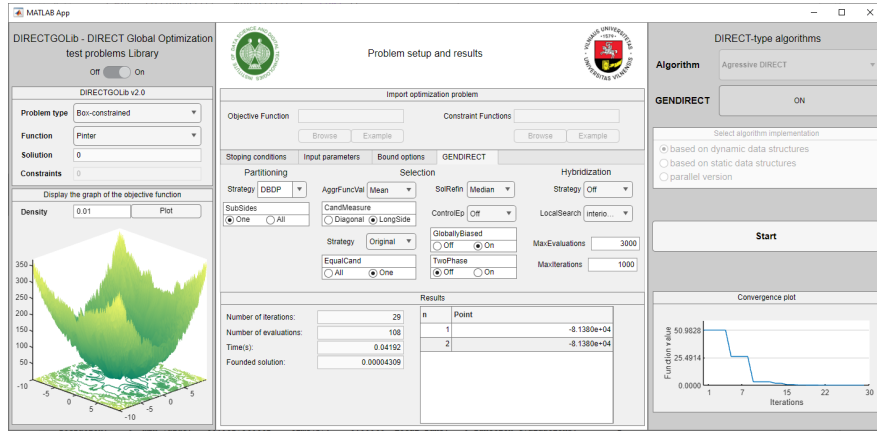 MATLAB App
DIRECTGOLib - DIRECT Global Optimization
test problems Library
Off On
DIRECTGOLib v2.0
Problem type Box-constrained
Function Pinter
Solution 0
Constraints 0
Display the graph of the objective function
Density 0.01 Plot
350
300
250
200
150
100
50
-10
-5
0
5
-10
-5
0
5
Problem setup and results
VILNIUS UNIVERSITY
1579
UNIVERSITAS VILNENSIS
Import optimization problem
Objective Function Constraint Functions
Browse Example Browse Example
Stoping conditions Input parameters Bound options GENDIRECT
Partitioning Selection Hybridization
Strategy DBDP AggrFuncVal Mean SolRefin Median Strategy Off
SubSides CandMeasure ControlEp Off LocalSearch interio...
One All Diagonal LongSide
Strategy Original GloballyBiased MaxEvaluations 3000
Off On
EqualCand TwoPhase MaxIterations 1000
All One Off On
Results
Number of iterations: 29
Number of evaluations: 108
Time(s): 0.04192
Founded solution: 0.00004309
n Point
1 -8.1380e+04
2 -8.1380e+04
DIRECT-type algorithms
Algorithm Agressive DIRECT
GENDIRECT ON
Select algorithm implementation
based on dynamic data structures
based on static data structures
parallel version
Start
Convergence plot
Function value
50.9828
25.4914
0.0000
1 7 15 22 30
Iterations